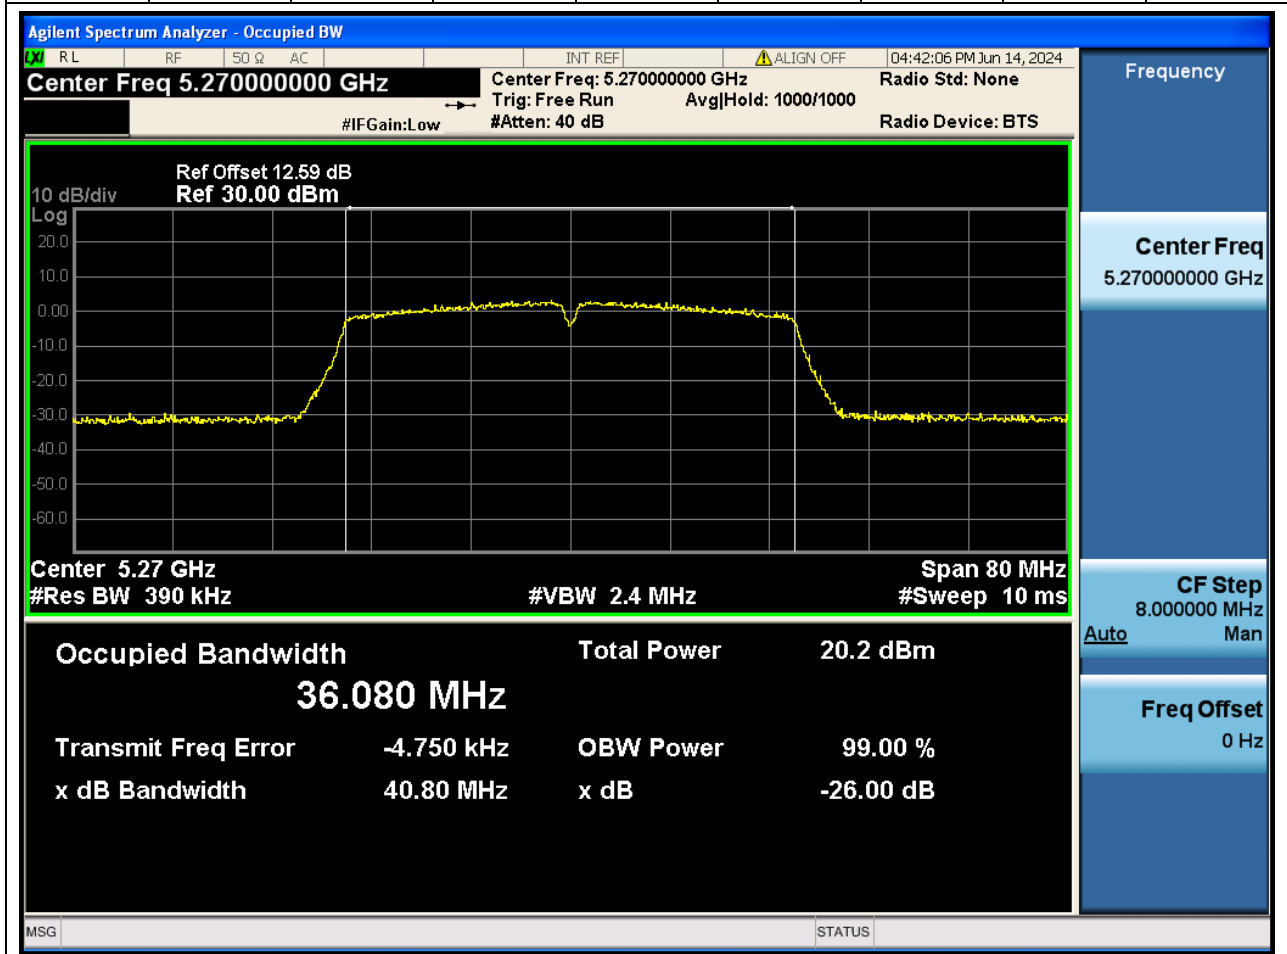 Agilent Spectrum Analyzer - Occupied BW
LXI RL RF 50 Ω AC INT REF ALIGN OFF 04:42:06 PM Jun 14, 2024
Center Freq 5.270000000 GHz
Center Freq: 5.270000000 GHz
Radio Std: None
Trig: Free Run Avg|Hold: 1000/1000
#IFGain:Low
#Atten: 40 dB
Radio Device: BTS
Ref Offset 12.59 dB
10 dB/div Ref 30.00 dBm
Log
20.0
10.0
0.00
-10.0
-20.0
-30.0
-40.0
-50.0
-60.0
Center 5.27 GHz Span 80 MHz
#Res BW 390 kHz #VBW 2.4 MHz #Sweep 10 ms
Occupied Bandwidth Total Power 20.2 dBm
36.080 MHz
Transmit Freq Error -4.750 kHz OBW Power 99.00 %
x dB Bandwidth 40.80 MHz x dB -26.00 dB
Frequency
Center Freq
5.270000000 GHz
CF Step
8.000000 MHz
Auto Man
Freq Offset
0 Hz
MSG STATUS